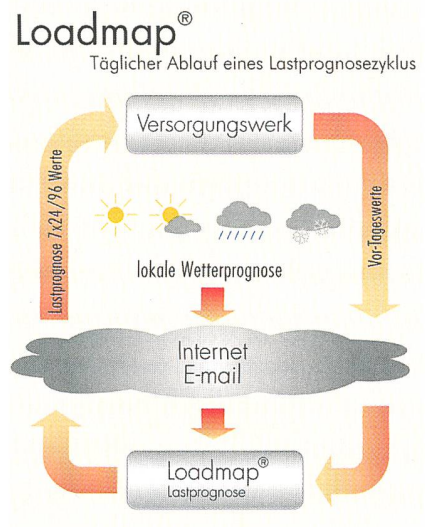 Loadmap®
Täglicher Ablauf eines Lastprognosezyklus
Versorgungswerk
Lastprognose 7x24/96 Werte
Vor-Tageswerte
lokale Wetterprognose
Internet
E-mail
Loadmap®
Lastprognose